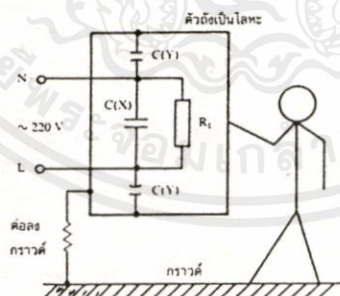 ตัวถังเป็นโลหะ
C(Y)
N
C(X)
~ 220 V
R₁
L
C(Y)
ต่อลง
กราวด์
กราวด์